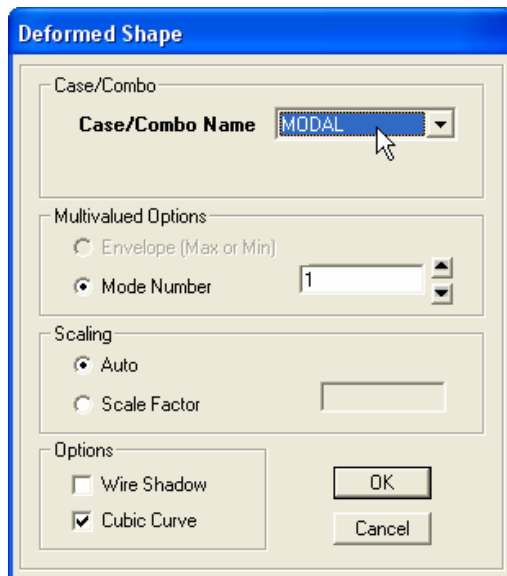 Deformed Shape
Case/Combo
Case/Combo Name MODAL
Multivalued Options
Envelope (Max or Min)
Mode Number 1
Scaling
Auto
Scale Factor
Options
Wire Shadow
Cubic Curve
OK
Cancel